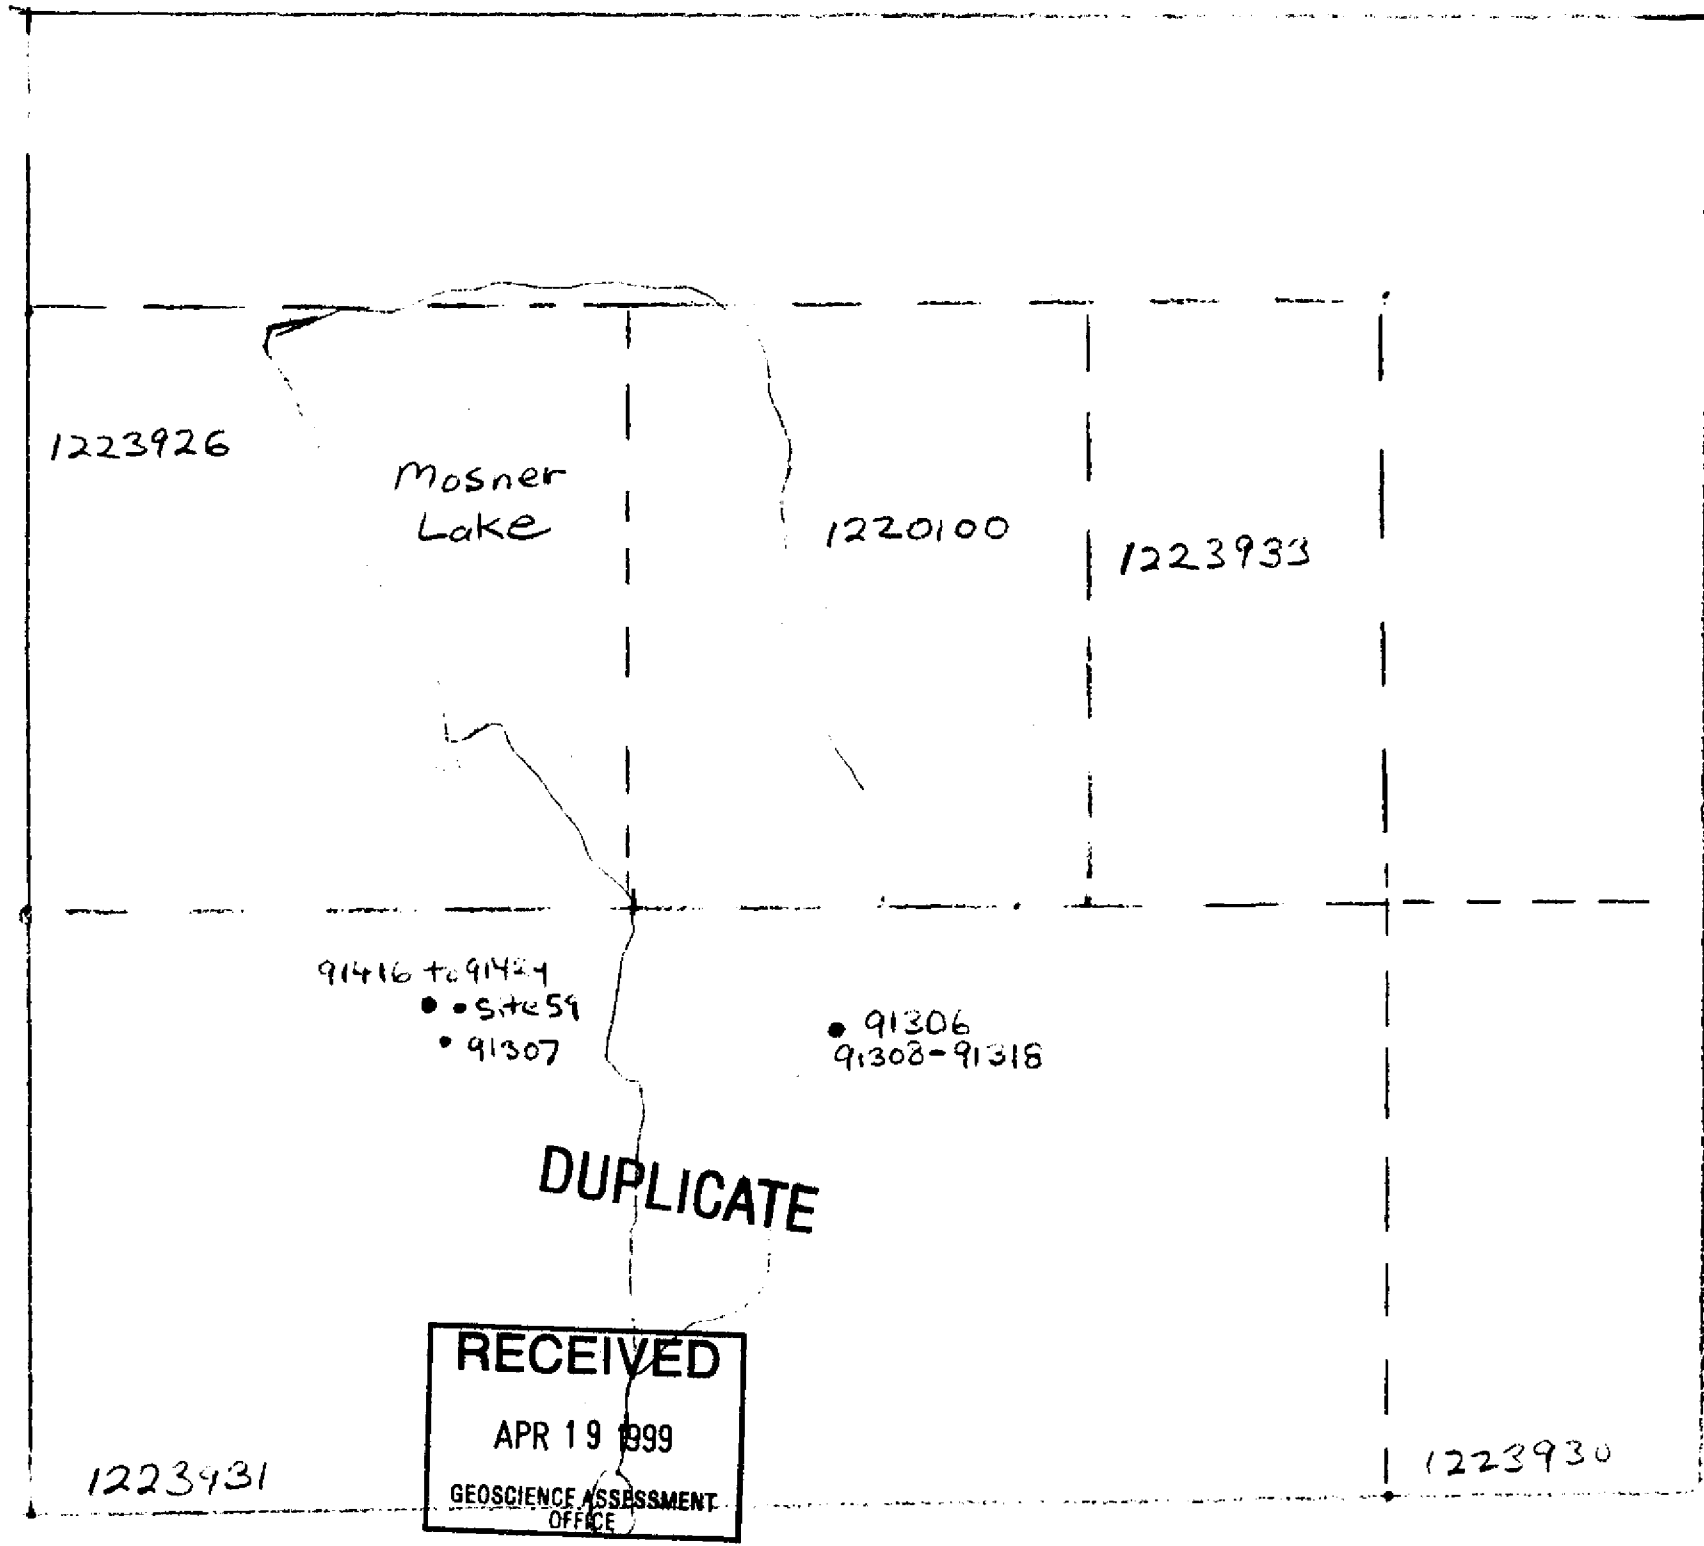 1223926
Mosner
Lake
1220100
1223933
91416 to 91424
Site 59
91307
91306
91308-91318
DUPLICATE
RECEIVED
APR 19 1999
GEOSCIENCE ASSESSMENT
OFFICE
1223931
1223930